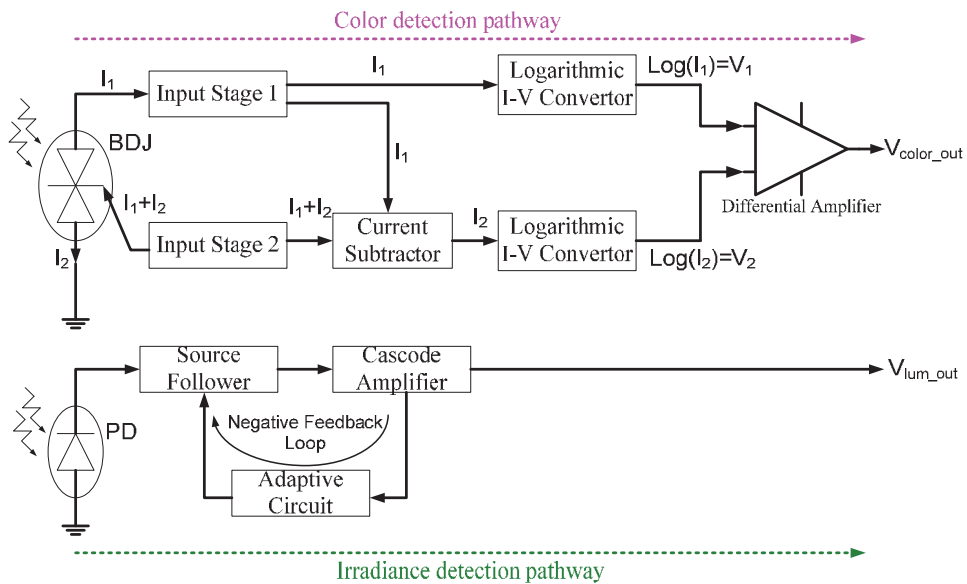 Color detection pathway
I1
Input Stage 1
I1
Logarithmic
I-V Convertor
Log(I1)=V1
BDJ
I1
Vcolor_out
I1+I2
Input Stage 2
I1+I2
Current
Subtractor
I2
Logarithmic
I-V Convertor
Differential Amplifier
I2
Log(I2)=V2
Source
Follower
Cascode
Amplifier
Vlum_out
PD
Negative Feedback
Loop
Adaptive
Circuit
Irradiance detection pathway